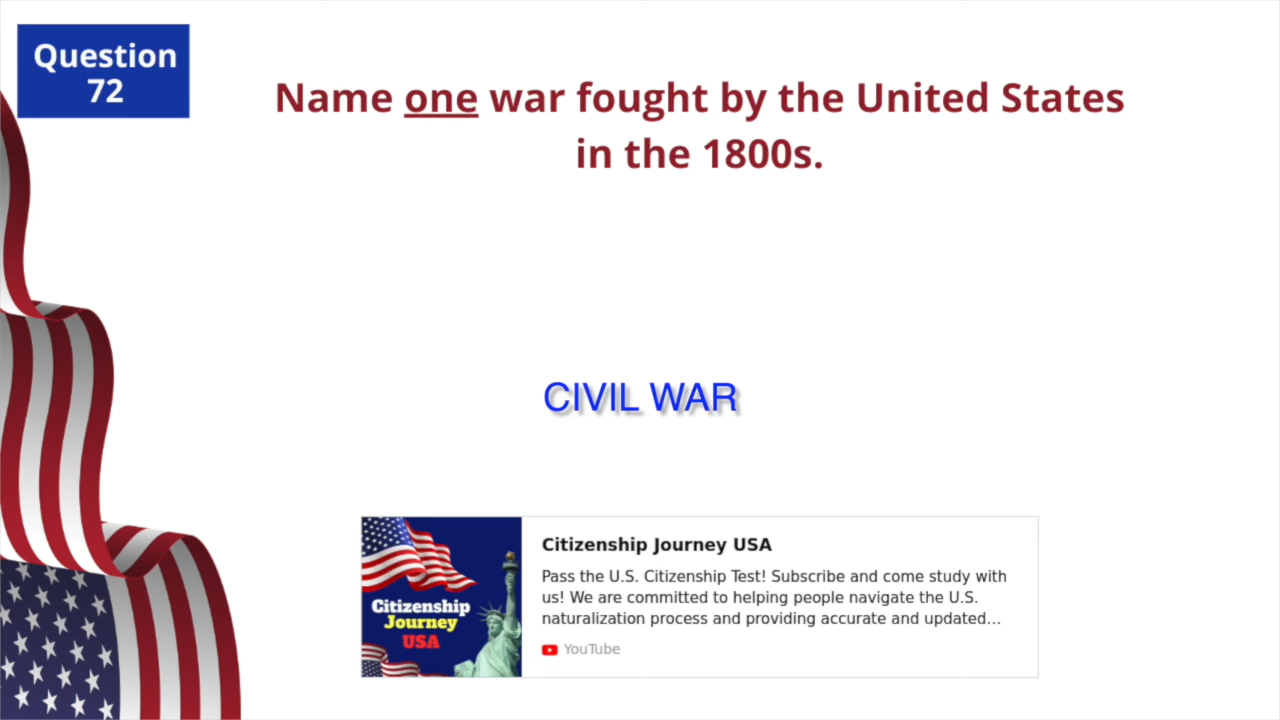 Question
72
Name one war fought by the United States
in the 1800s.
CIVIL WAR
Citizenship
Journey
USA
Citizenship Journey USA
Pass the U.S. Citizenship Test! Subscribe and come study with
us! We are committed to helping people navigate the U.S.
naturalization process and providing accurate and updated...
YouTube